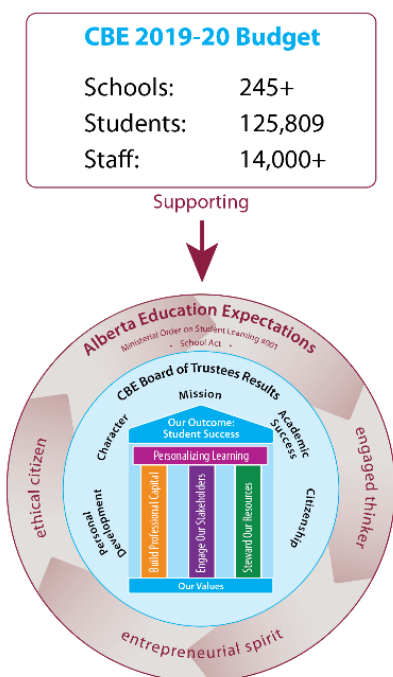 CBE 2019-20 Budget
Schools: 245+
Students: 125,809
Staff: 14,000+
Supporting
Alberta Education Expectations
Ministerial Order on Student Learning #001
- School Act -
CBE Board of Trustees Results
Mission
Character
Academic
Success
Our Outcome:
Student Success
Personalizing Learning
Build Professional Capital
Engage Our Stakeholders
Steward Our Resources
Our Values
Personal
Development
Citizenship
ethical citizen
engaged thinker
entrepreneurial spirit